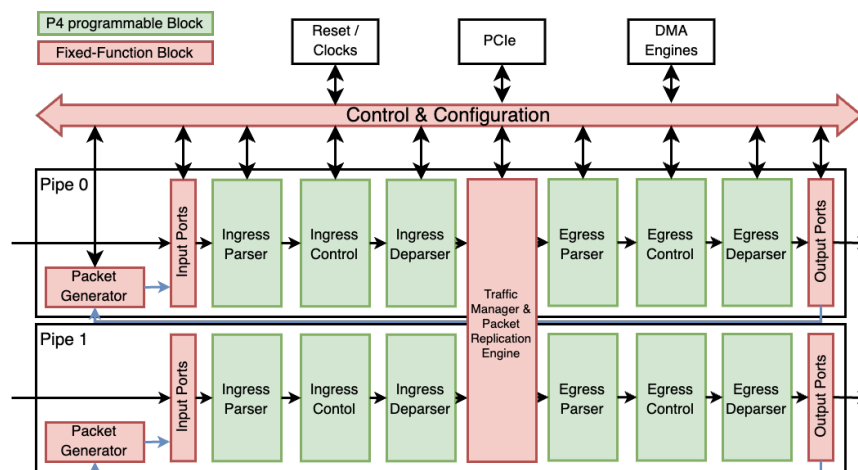 P4 programmable Block
Fixed-Function Block
Reset /
Clocks
PCIe
DMA
Engines
Control & Configuration
Pipe 0
Packet
Generator
Input Ports
Ingress
Parser
Ingress
Control
Ingress
Deparser
Traffic
Manager &
Packet
Replication
Engine
Egress
Parser
Egress
Control
Egress
Deparser
Output Ports
Pipe 1
Packet
Generator
Input Ports
Ingress
Parser
Ingress
Contol
Ingress
Deparser
Egress
Parser
Egress
Control
Egress
Deparser
Output Ports